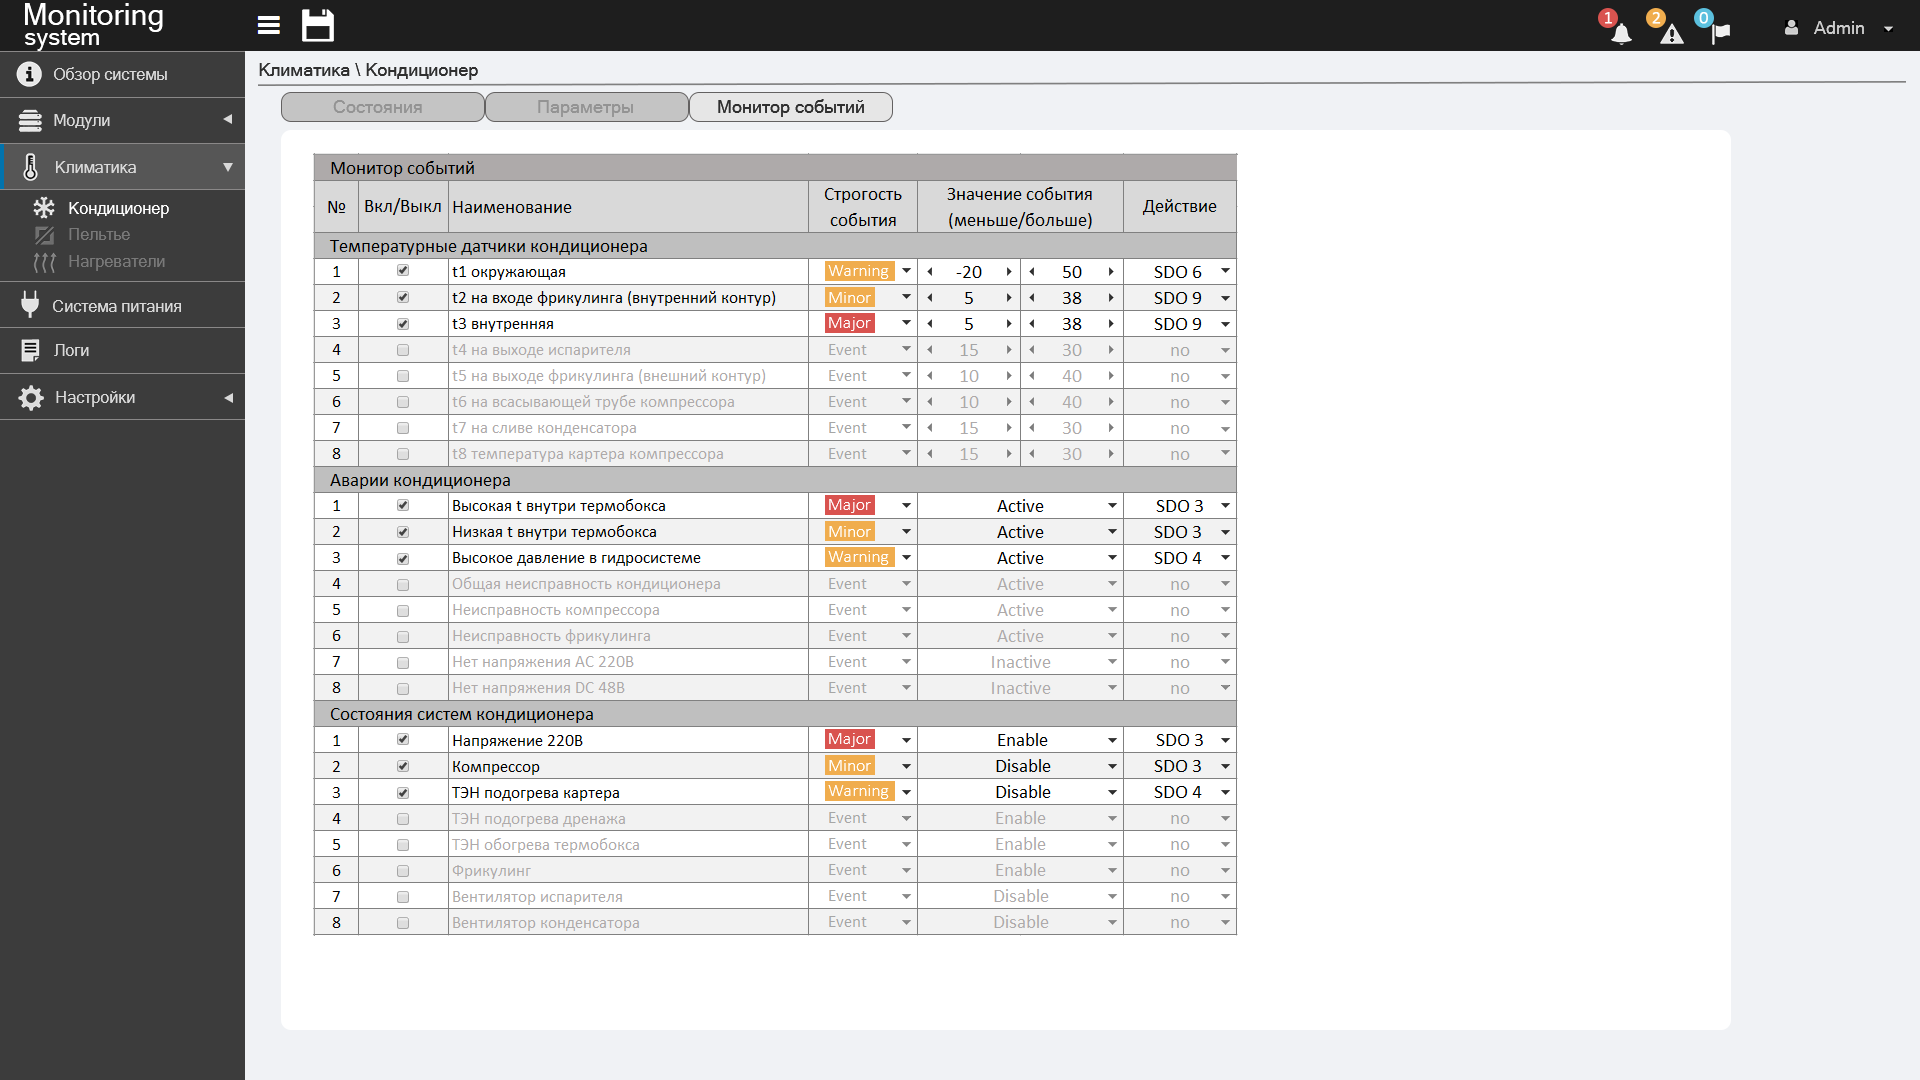 Monitoring
system
1
2
0
Admin
Обзор системы
Модули
Климатика
Кондиционер
Пельтье
Нагреватели
Система питания
Логи
Настройки
Климатика \ Кондиционер
Состояния Параметры Монитор событий
Монитор событий
№ Вкл/Выкл Наименование Строгость события Значение события (меньше/больше) Действие
Температурные датчики кондиционера
1 t1 окружающая Warning -20 50 SDO 6
2 t2 на входе фрикулинга (внутренний контур) Minor 5 38 SDO 9
3 t3 внутренняя Major 5 38 SDO 9
4 t4 на выходе испарителя Event 15 30 no
5 t5 на выходе фрикулинга (внешний контур) Event 10 40 no
6 t6 на всасывающей трубе компрессора Event 10 40 no
7 t7 на сливе конденсатора Event 15 30 no
8 t8 температура картера компрессора Event 15 30 no
Аварии кондиционера
1 Высокая t внутри термобокса Major Active SDO 3
2 Низкая t внутри термобокса Minor Active SDO 3
3 Высокое давление в гидросистеме Warning Active SDO 4
4 Общая неисправность кондиционера Event Active no
5 Неисправность компрессора Event Active no
6 Неисправность фрикулинга Event Active no
7 Нет напряжения AC 220В Event Inactive no
8 Нет напряжения DC 48В Event Inactive no
Состояния систем кондиционера
1 Напряжение 220В Major Enable SDO 3
2 Компрессор Minor Disable SDO 3
3 ТЭН подогрева картера Warning Disable SDO 4
4 ТЭН подогрева дренажа Event Enable no
5 ТЭН обогрева термобокса Event Enable no
6 Фрикулинг Event Enable no
7 Вентилятор испарителя Event Disable no
8 Вентилятор конденсатора Event Disable no